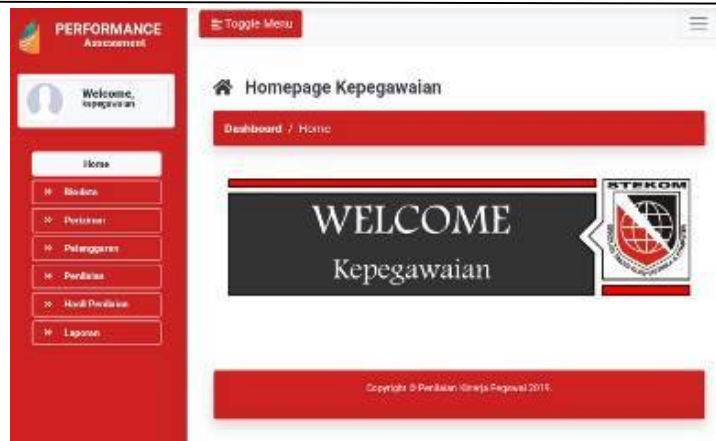 PERFORMANCE
Assessment
Welcome,
kepegawaian
Home
Biodata
Pelanggaran
Penilaian
Hasil Penilaian
Laporan
Toggle Menu
Homepage Kepegawaian
Dashboard / Home
WELCOME
Kepegawaian
STEKOM
Copyright © Penilaian Kinerja Pegawai 2019.